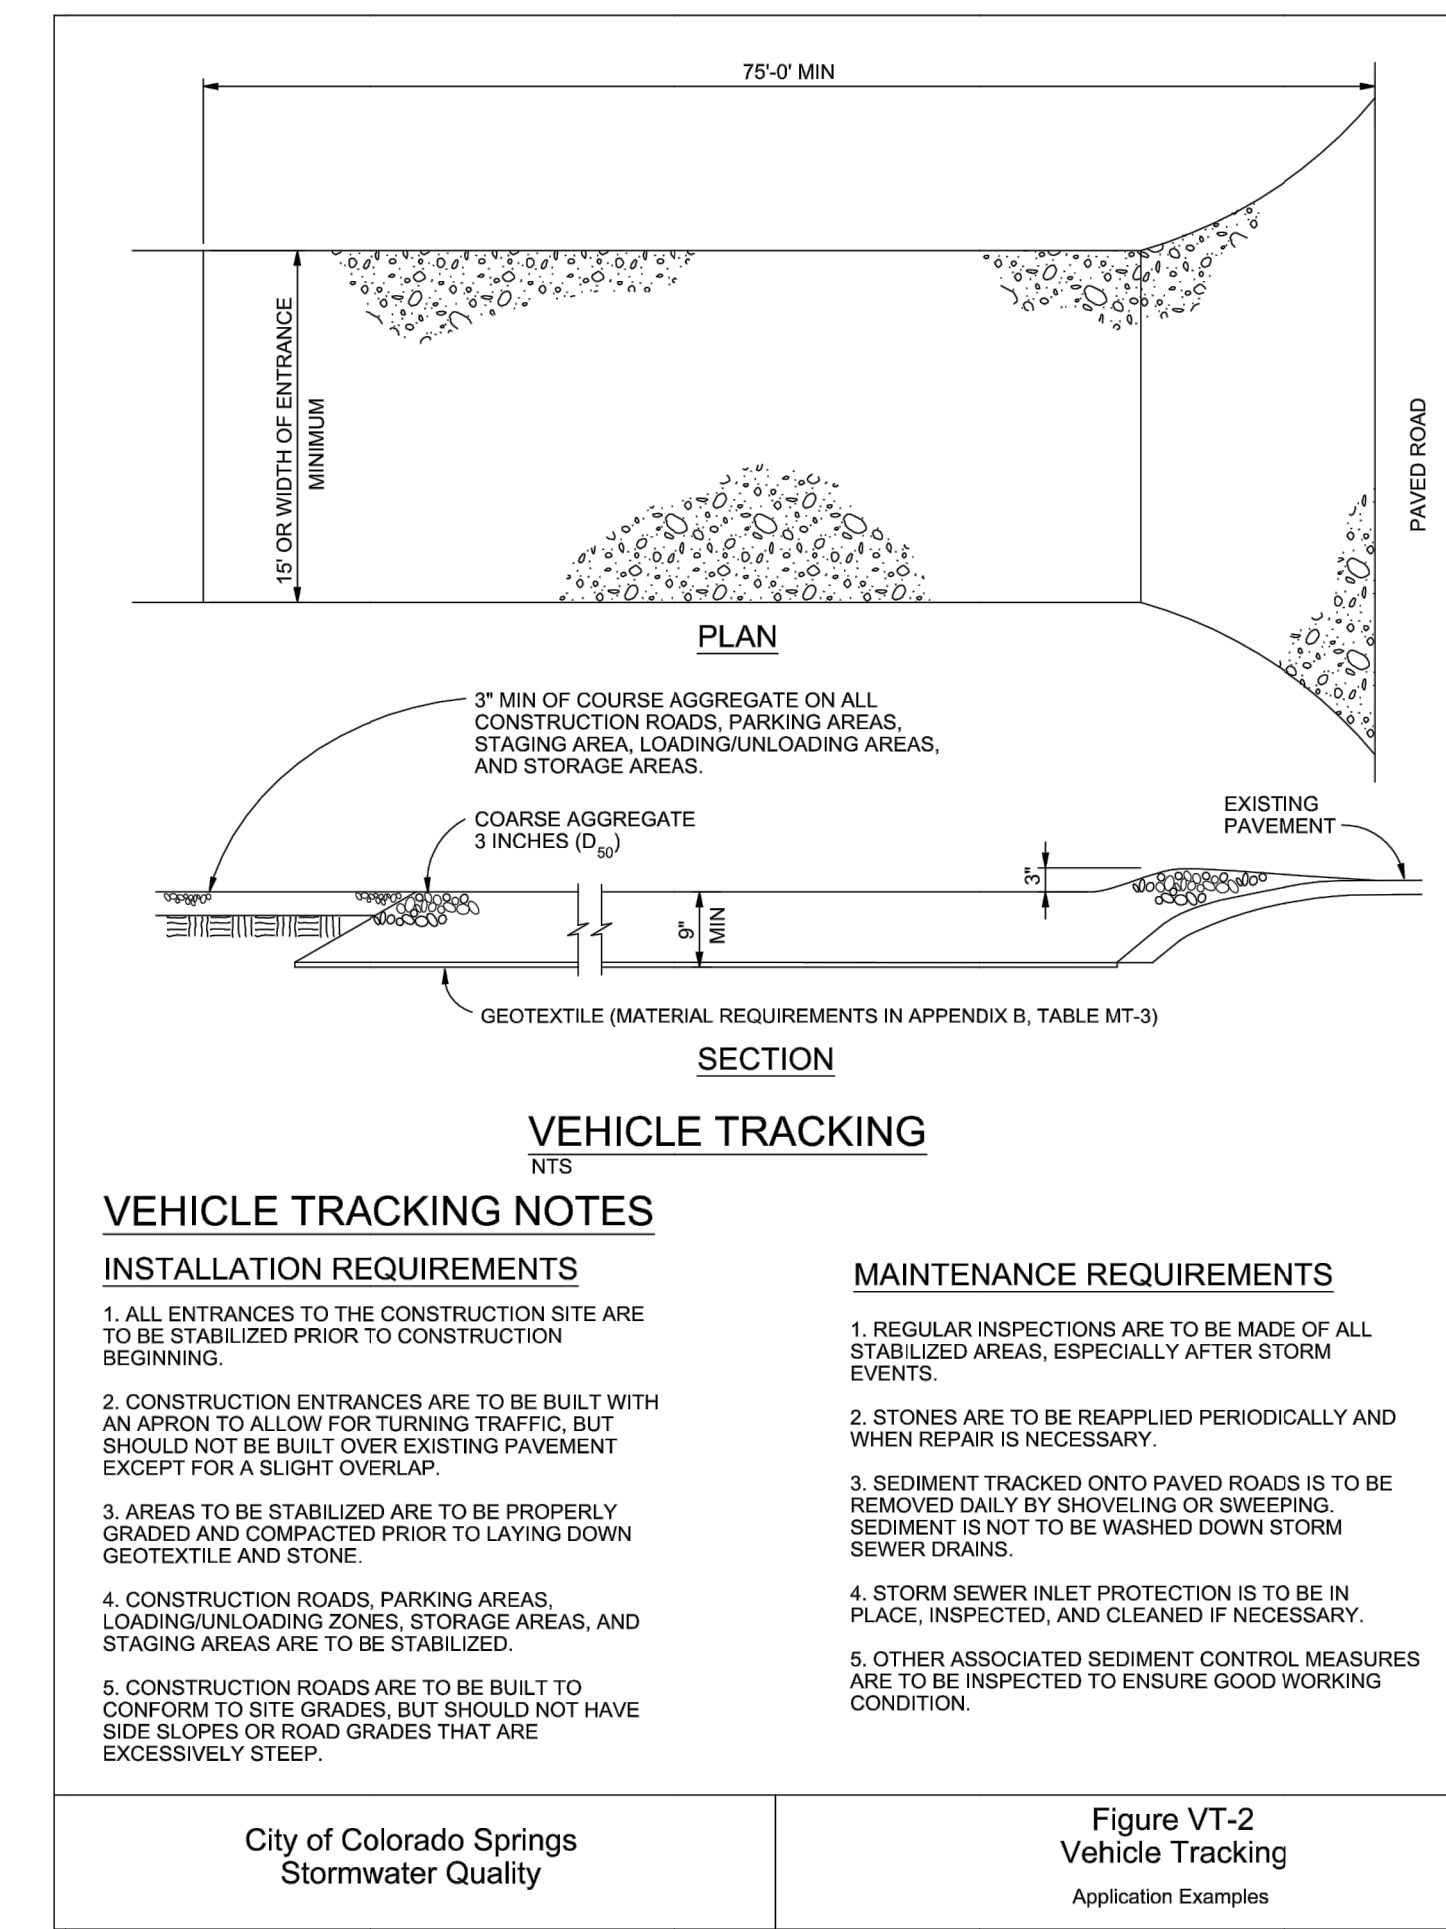 75'-0' MIN
15' OR WIDTH OF ENTRANCE
MINIMUM
PAVED ROAD
PLAN
3" MIN OF COURSE AGGREGATE ON ALL
CONSTRUCTION ROADS, PARKING AREAS,
STAGING AREA, LOADING/UNLOADING AREAS,
AND STORAGE AREAS.
COARSE AGGREGATE
3 INCHES (D50)
EXISTING
PAVEMENT
3"
9"
MIN
GEOTEXTILE (MATERIAL REQUIREMENTS IN APPENDIX B, TABLE MT-3)
SECTION
VEHICLE TRACKING
NTS
VEHICLE TRACKING NOTES
INSTALLATION REQUIREMENTS
1. ALL ENTRANCES TO THE CONSTRUCTION SITE ARE
TO BE STABILIZED PRIOR TO CONSTRUCTION
BEGINNING.
2. CONSTRUCTION ENTRANCES ARE TO BE BUILT WITH
AN APRON TO ALLOW FOR TURNING TRAFFIC, BUT
SHOULD NOT BE BUILT OVER EXISTING PAVEMENT
EXCEPT FOR A SLIGHT OVERLAP.
3. AREAS TO BE STABILIZED ARE TO BE PROPERLY
GRADED AND COMPACTED PRIOR TO LAYING DOWN
GEOTEXTILE AND STONE.
4. CONSTRUCTION ROADS, PARKING AREAS,
LOADING/UNLOADING ZONES, STORAGE AREAS, AND
STAGING AREAS ARE TO BE STABILIZED.
5. CONSTRUCTION ROADS ARE TO BE BUILT TO
CONFORM TO SITE GRADES, BUT SHOULD NOT HAVE
SIDE SLOPES OR ROAD GRADES THAT ARE
EXCESSIVELY STEEP.
MAINTENANCE REQUIREMENTS
1. REGULAR INSPECTIONS ARE TO BE MADE OF ALL
STABILIZED AREAS, ESPECIALLY AFTER STORM
EVENTS.
2. STONES ARE TO BE REAPPLIED PERIODICALLY AND
WHEN REPAIR IS NECESSARY.
3. SEDIMENT TRACKED ONTO PAVED ROADS IS TO BE
REMOVED DAILY BY SHOVELING OR SWEEPING.
SEDIMENT IS NOT TO BE WASHED DOWN STORM
SEWER DRAINS.
4. STORM SEWER INLET PROTECTION IS TO BE IN
PLACE, INSPECTED, AND CLEANED IF NECESSARY.
5. OTHER ASSOCIATED SEDIMENT CONTROL MEASURES
ARE TO BE INSPECTED TO ENSURE GOOD WORKING
CONDITION.
City of Colorado Springs
Stormwater Quality
Figure VT-2
Vehicle Tracking
Application Examples